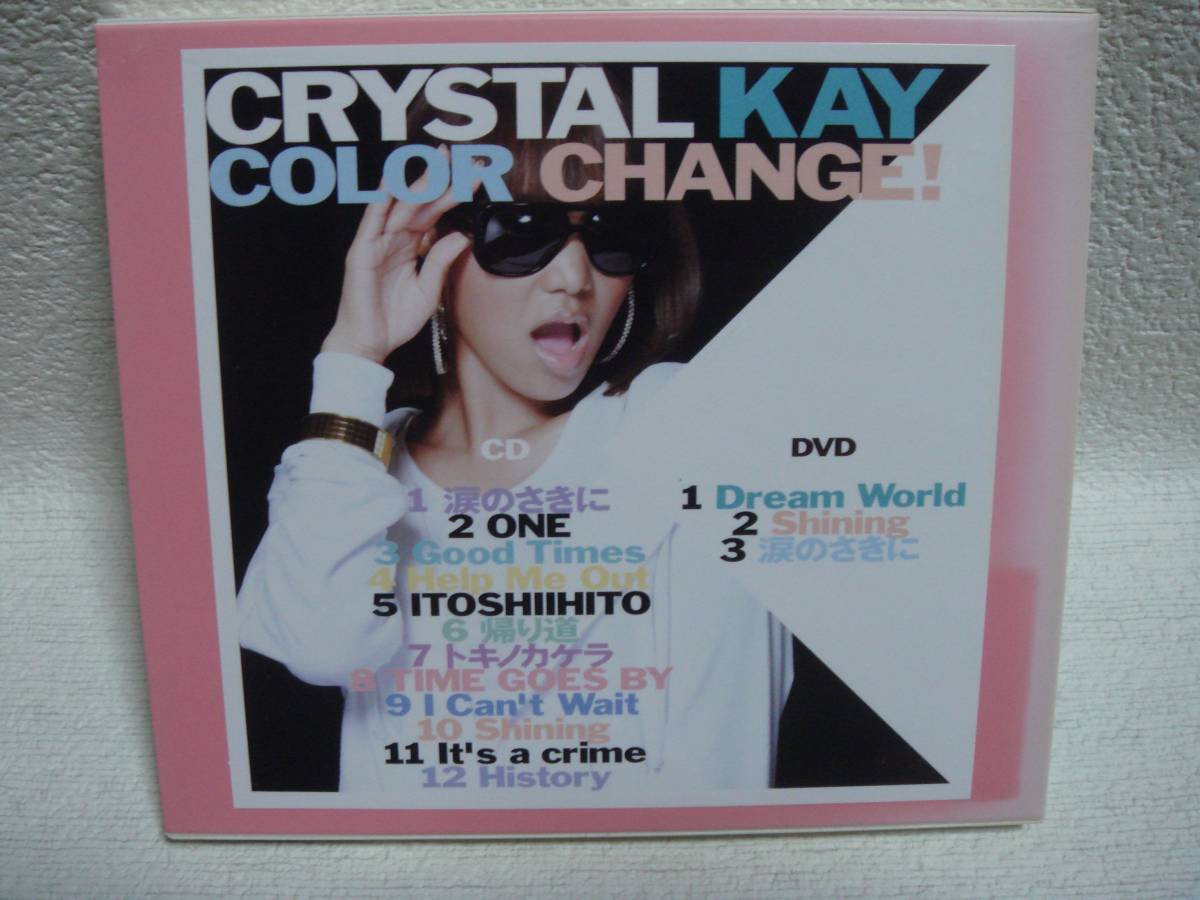 CRYSTAL KAY
COLOR CHANGE!
CD
1 涙のさきに
2 ONE
3 Good Times
4 Help Me Out
5 ITOSHIIHITO
6 帰り道
7 トキノカケラ
8 TIME GOES BY
9 I Can't Wait
10 Shining
11 It's a crime
12 History
DVD
1 Dream World
2 Shining
3 涙のさきに